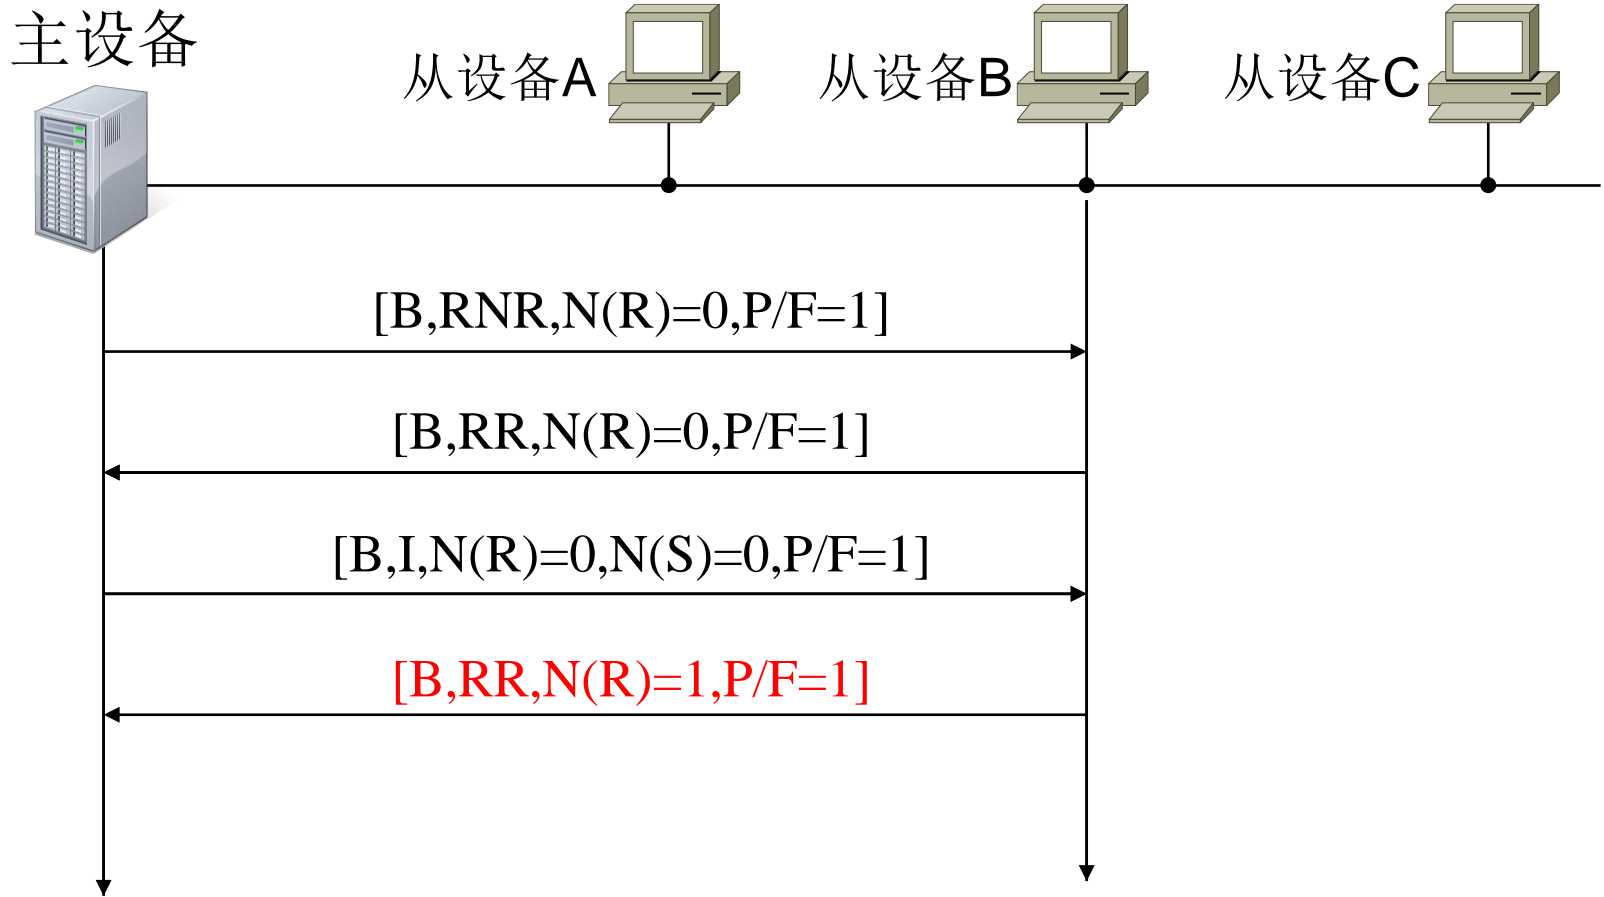 主设备
从设备A
从设备B
从设备C
[B,RNR,N(R)=0,P/F=1]
[B,RR,N(R)=0,P/F=1]
[B,I,N(R)=0,N(S)=0,P/F=1]
[B,RR,N(R)=1,P/F=1]